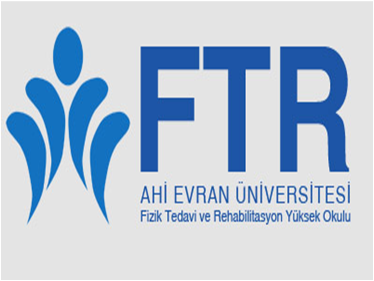 FTR
AHİ EVRAN ÜNİVERSİTESİ
Fizik Tedavi ve Rehabilitasyon Yüksek Okulu